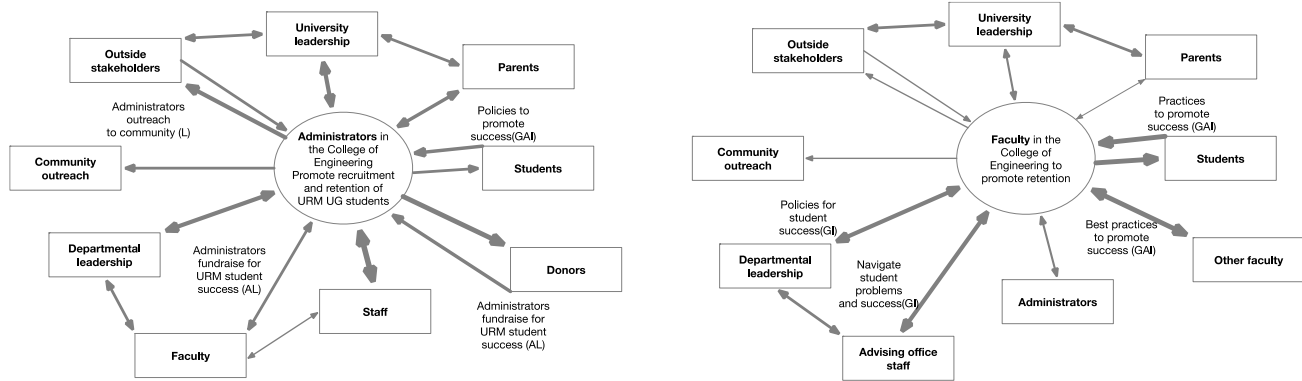 University
leadership
Outside
stakeholders
Parents
Administrators
outreach
to community (L)
Policies to
promote
success(GAI)
Administrators in
the College of
Engineering
Promote recruitment
and retention of
URM UG students
Community
outreach
Students
Departmental
leadership
Administrators
fundraise for
URM student
success (AL)
Donors
Staff
Administrators
fundraise for
URM student
success (AL)
Faculty
University
leadership
Outside
stakeholders
Parents
Practices
to promote
success (GAI)
Faculty in the
College of
Engineering to
promote retention
Community
outreach
Students
Policies for
student
success(GI)
Best practices
to promote
success (GAI)
Departmental
leadership
Navigate
student
problems
and success(GI)
Other faculty
Administrators
Advising office
staff